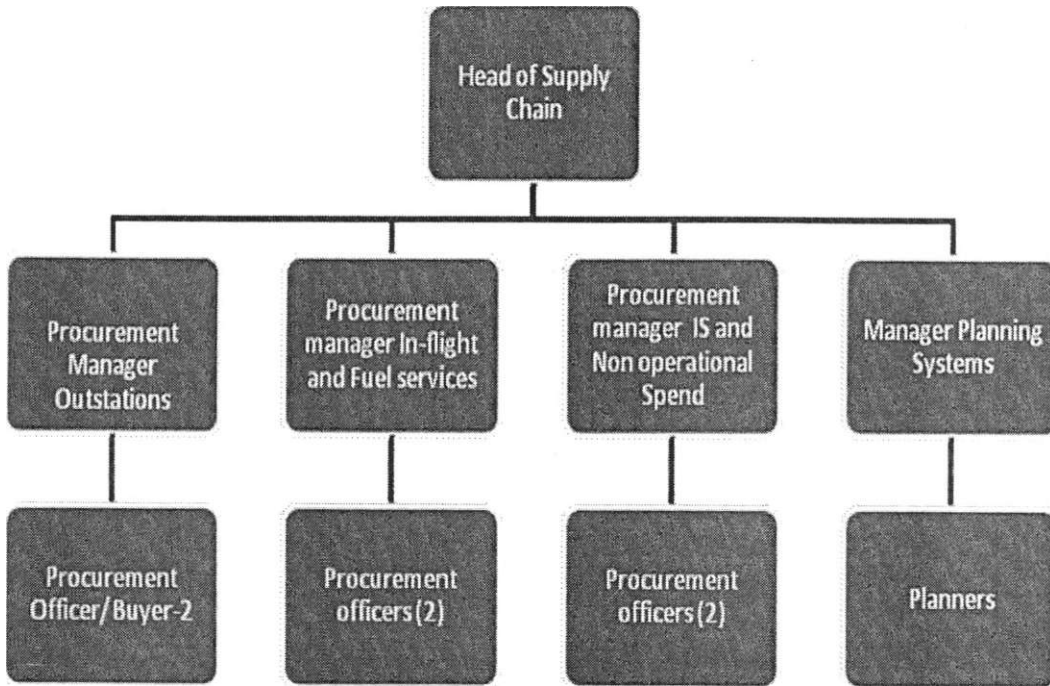 Head of Supply
Chain
Procurement
Manager
Outstations
Procurement
manager In-flight
and Fuel services
Procurement
manager IS and
Non operational
Spend
Manager Planning
Systems
Procurement
Officer/Buyer-2
Procurement
officers(2)
Procurement
officers(2)
Planners